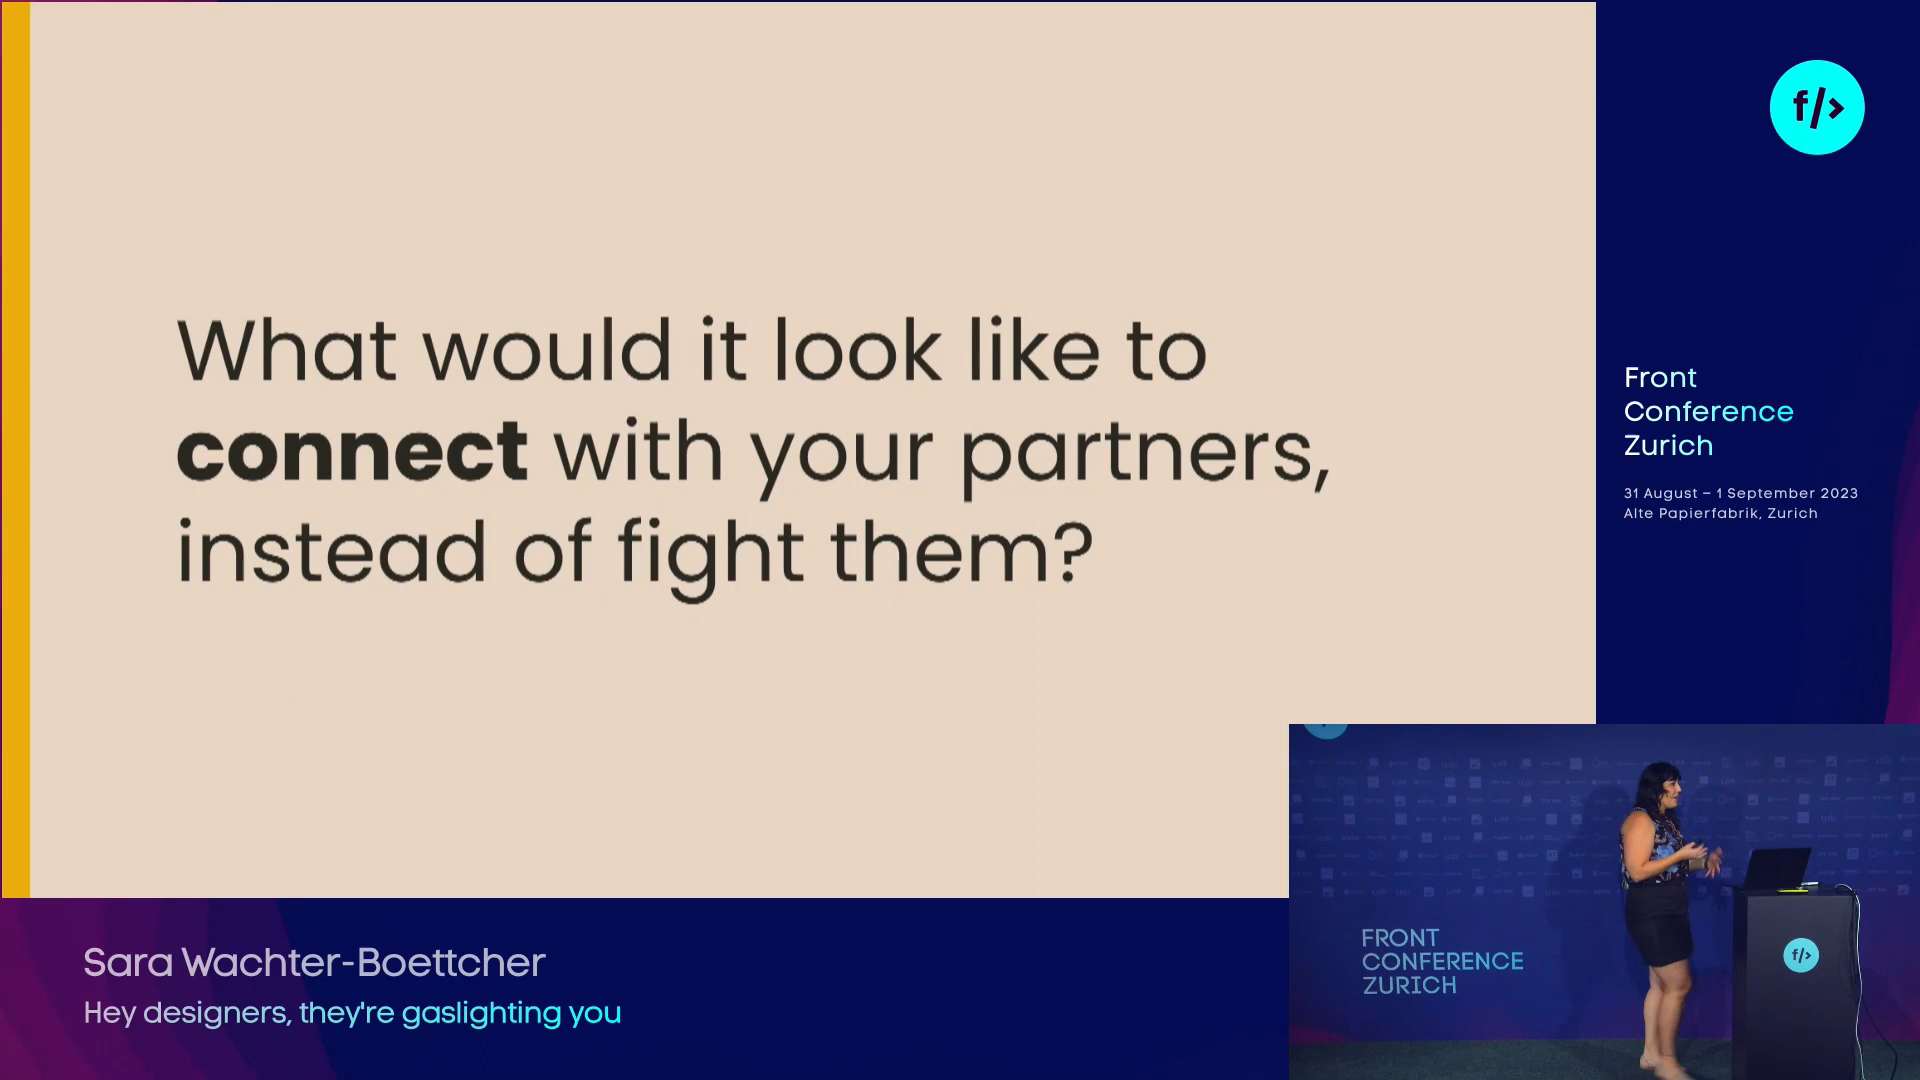 What would it look like to
connect with your partners,
instead of fight them?
f/>
Front
Conference
Zurich
31 August – 1 September 2023
Alte Papierfabrik, Zurich
Sara Wachter-Boettcher
Hey designers, they're gaslighting you
FRONT
CONFERENCE
ZURICH
f/>